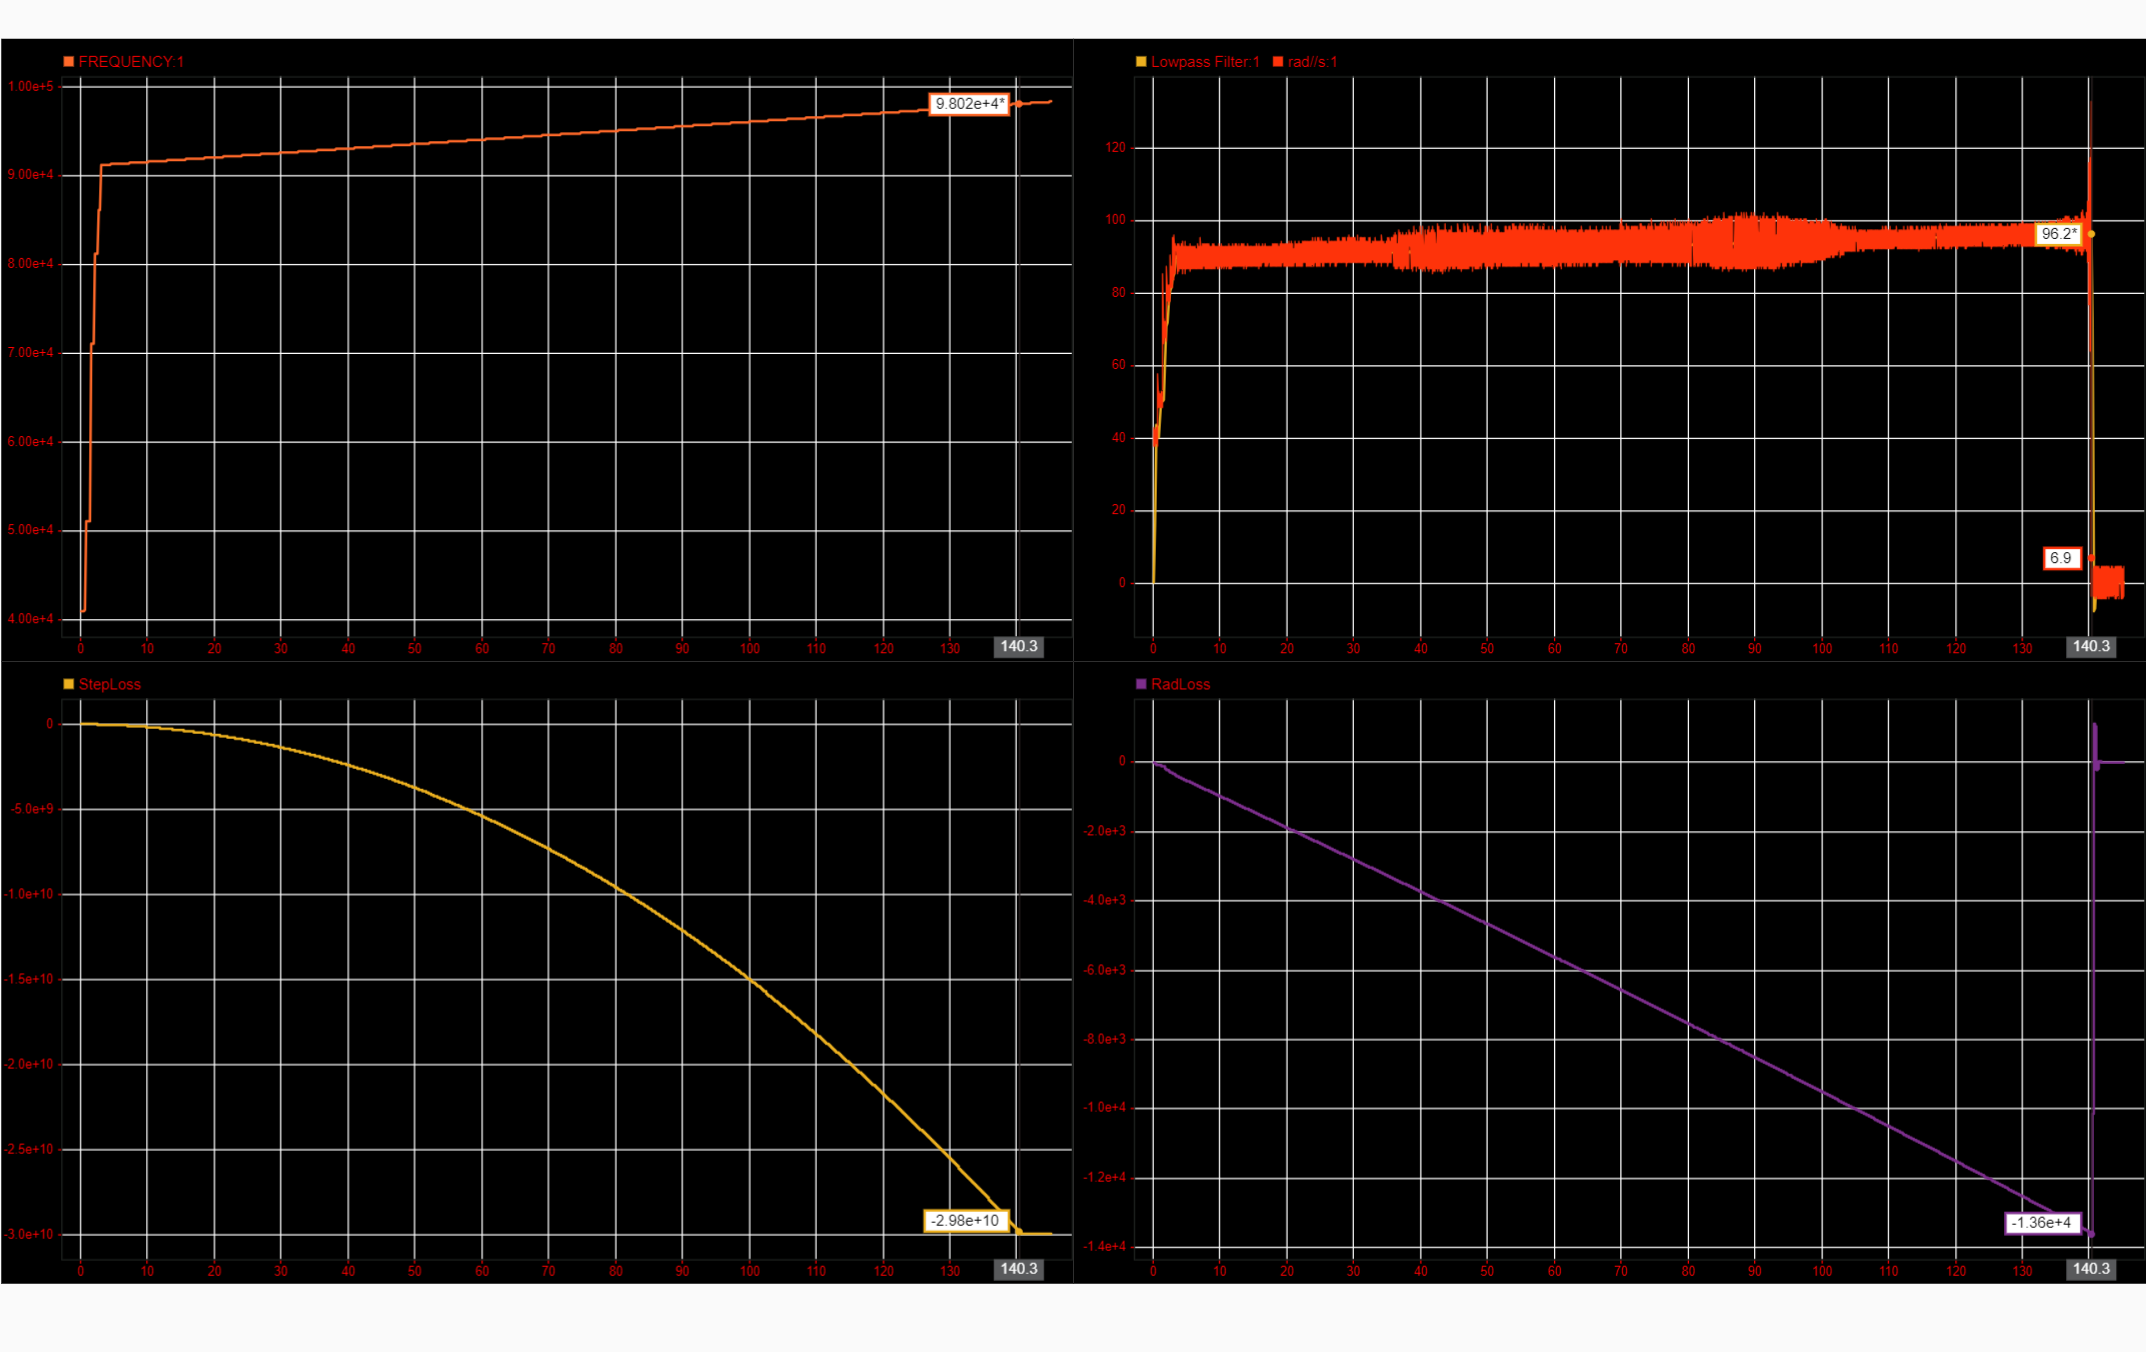 FREQUENCY:1
1.00e+5
9.00e+4
8.00e+4
7.00e+4
6.00e+4
5.00e+4
4.00e+4
9.802e+4*
0 10 20 30 40 50 60 70 80 90 100 110 120 130 140.3
Lowpass Filter:1 rad//s:1
120
100
80
60
40
20
0
96.2*
6.9
0 10 20 30 40 50 60 70 80 90 100 110 120 130 140.3
StepLoss
0
-5.0e+9
-1.0e+10
-1.5e+10
-2.0e+10
-2.5e+10
-3.0e+10
-2.98e+10
0 10 20 30 40 50 60 70 80 90 100 110 120 130 140.3
RadLoss
0
-2.0e+3
-4.0e+3
-6.0e+3
-8.0e+3
-1.0e+4
-1.2e+4
-1.4e+4
-1.36e+4
0 10 20 30 40 50 60 70 80 90 100 110 120 130 140.3